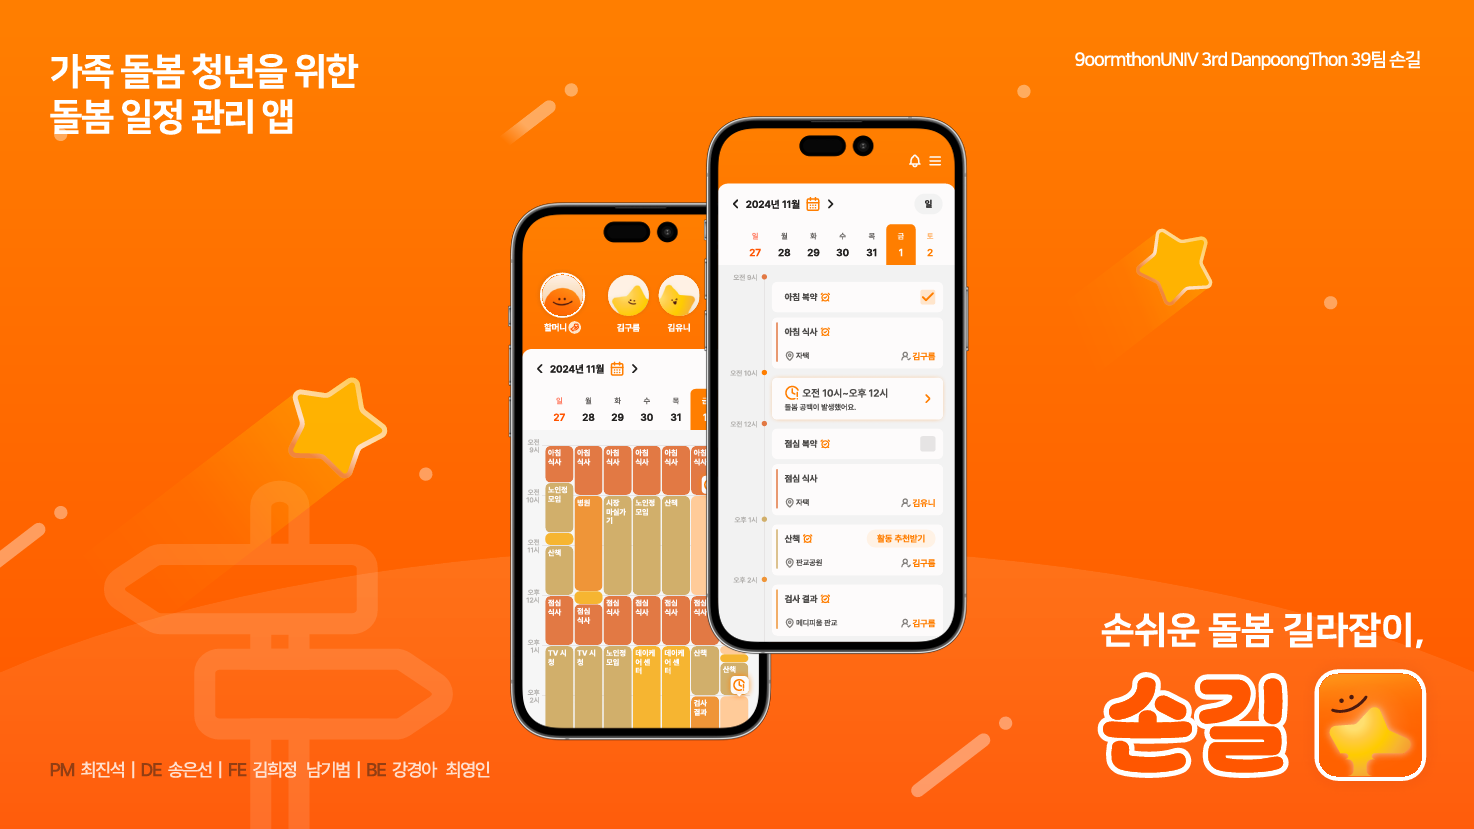 가족 돌봄 청년을 위한
돌봄 일정 관리 앱
9oormthonUNIV 3rd DanpoongThon 39팀 손길
할머니
김구름
김유니
2024년 11월
일 월 화 수 목 금
27 28 29 30 31 1
오전 9시
아침 식사
아침 식사
아침 식사
아침 식사
아침 식사
아침 식사
노인정 모임
오전 10시
병원
시장 마실가기
노인정 모임
산책
오전 11시
산책
오후 12시
점심 식사
점심 식사
점심 식사
점심 식사
점심 식사
점심 식사
오후 1시
TV 시청
TV 시청
노인정 모임
데이케어 센터
데이케어 센터
산책
산책
오후 2시
검사 결과
2024년 11월
일
일 월 화 수 목 금 토
27 28 29 30 31 1 2
오전 9시
아침 복약
아침 식사
자택
김구름
오전 10시
오전 10시~오후 12시
돌봄 공백이 발생했어요.
오전 12시
점심 복약
점심 식사
자택
김유니
오후 1시
산책
활동 추천받기
판교공원
김구름
오후 2시
검사 결과
메디피움 판교
김구름
손쉬운 돌봄 길라잡이,
손길
PM 최진석 | DE 송은선 | FE 김희정 남기범 | BE 강경아 최영인